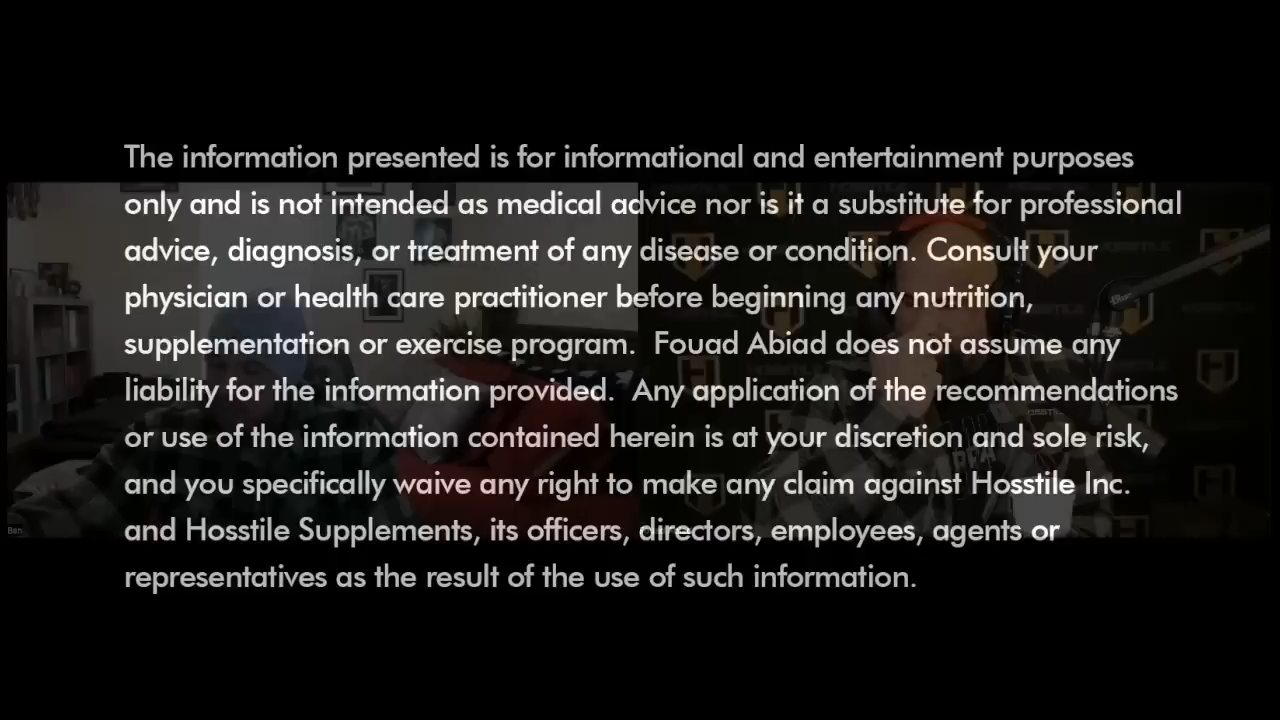 The information presented is for informational and entertainment purposes
only and is not intended as medical advice nor is it a substitute for professional
advice, diagnosis, or treatment of any disease or condition. Consult your
physician or health care practitioner before beginning any nutrition,
supplementation or exercise program.  Fouad Abiad does not assume any
liability for the information provided.  Any application of the recommendations
or use of the information contained herein is at your discretion and sole risk,
and you specifically waive any right to make any claim against Hosstile Inc.
and Hosstile Supplements, its officers, directors, employees, agents or
representatives as the result of the use of such information.
Ben